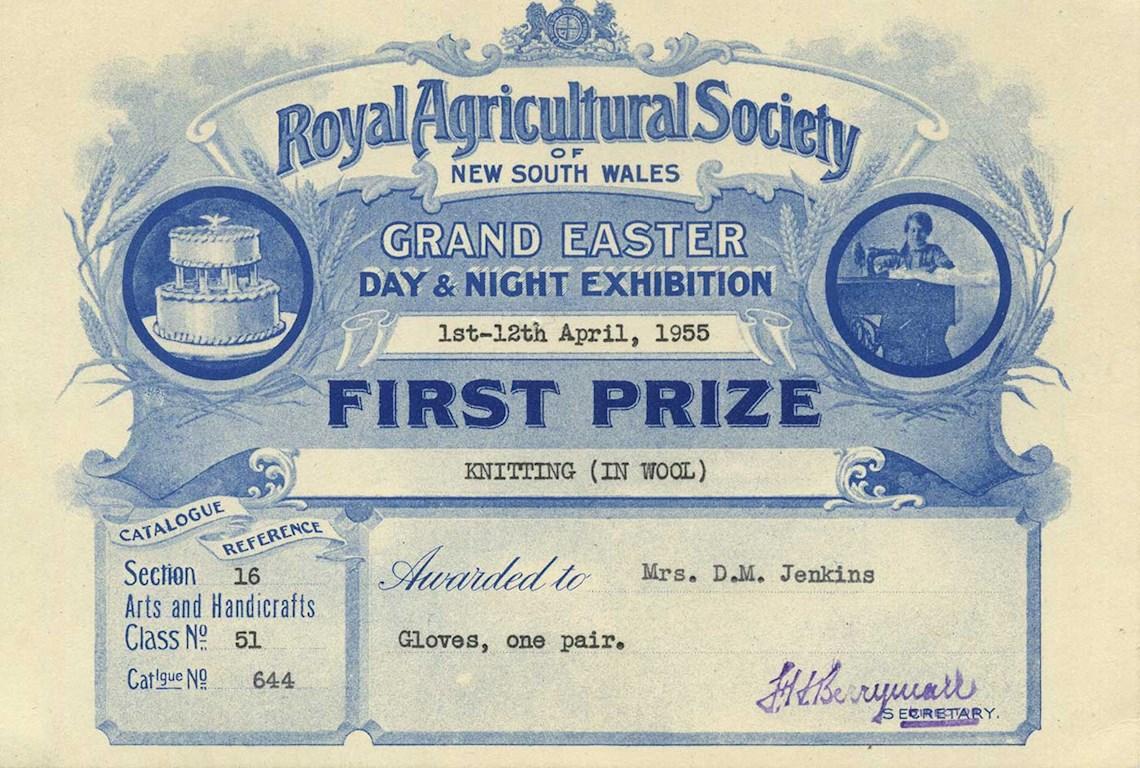 Royal Agricultural Society
OF
NEW SOUTH WALES
GRAND EASTER
DAY & NIGHT EXHIBITION
1st-12th April, 1955
FIRST PRIZE
KNITTING (IN WOOL)
CATALOGUE
REFERENCE
Section 16
Arts and Handicrafts
Class Nº 51
Cat'lgue Nº 644
Awarded to Mrs. D.M. Jenkins
Gloves, one pair.
SECRETARY.